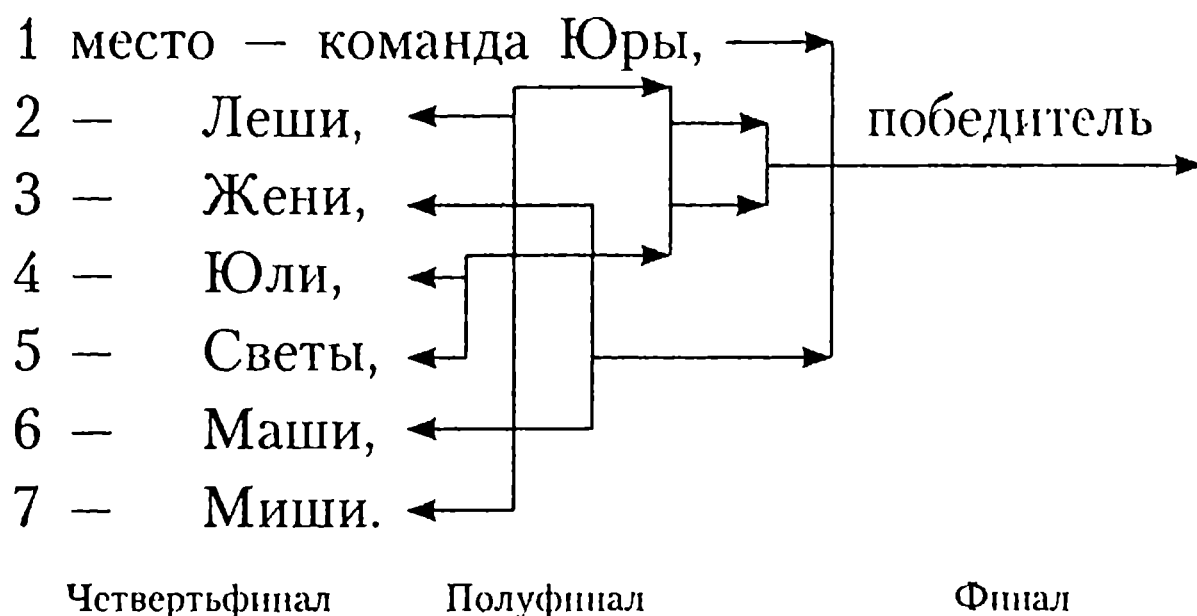 1 место — команда Юры,
2 — Леши,
победитель
3 — Жени,
4 — Юли,
5 — Светы,
6 — Маши,
7 — Миши.
Четвертьфинал Полуфинал Финал